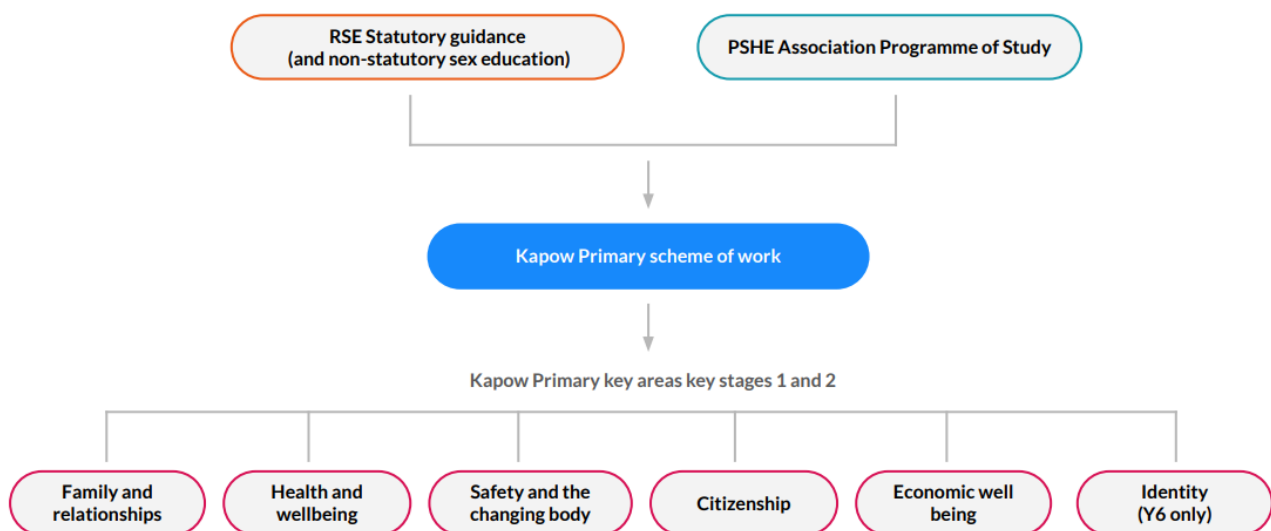 RSE Statutory guidance
(and non-statutory sex education)
PSHE Association Programme of Study
Kapow Primary scheme of work
Kapow Primary key areas key stages 1 and 2
Family and
relationships
Health and
wellbeing
Safety and the
changing body
Citizenship
Economic well
being
Identity
(Y6 only)